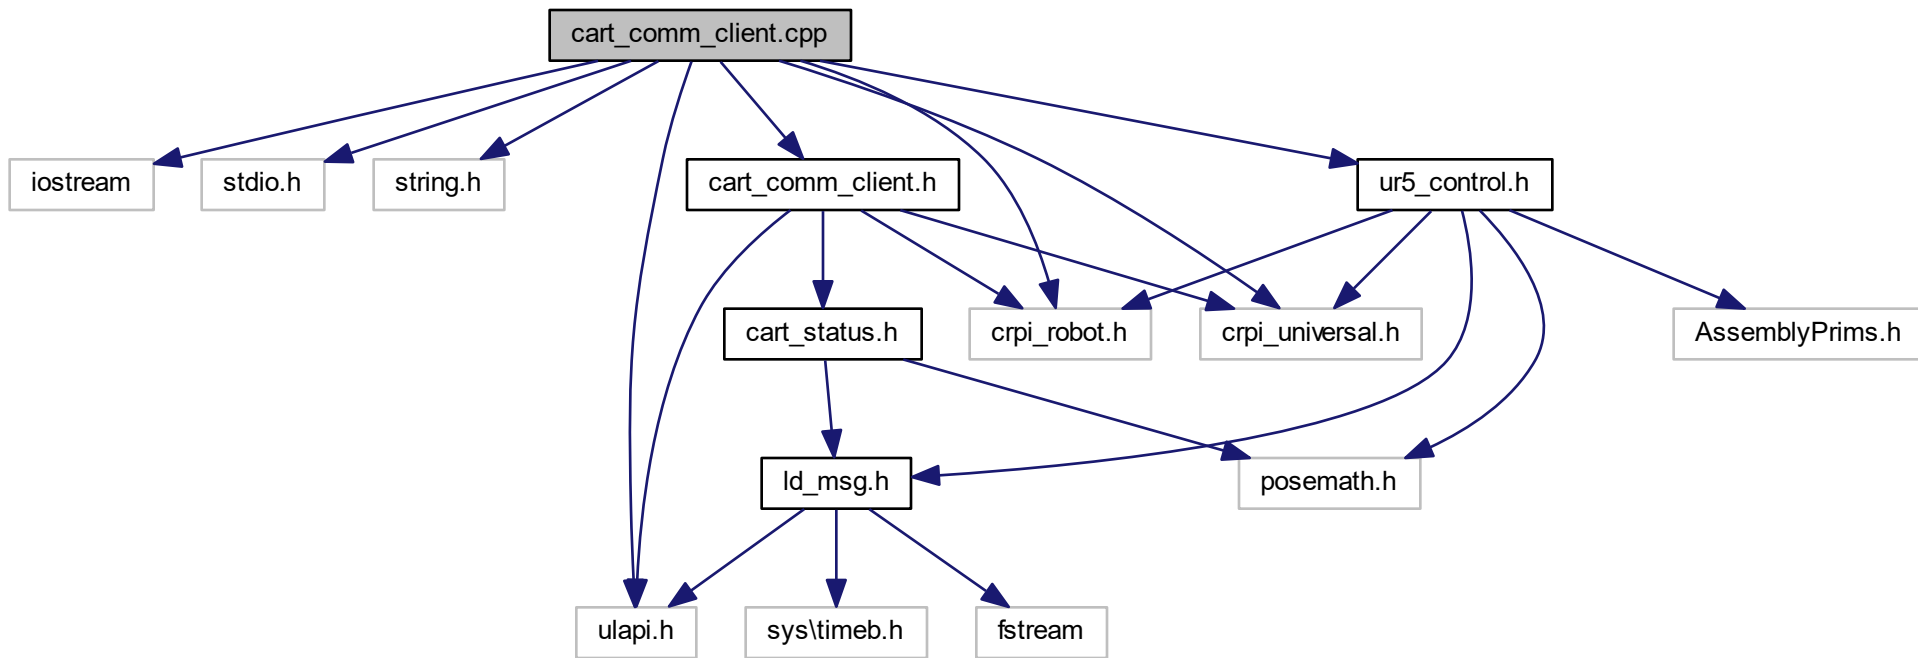 cart_comm_client.cpp
iostream
stdio.h
string.h
cart_comm_client.h
ur5_control.h
cart_status.h
crpi_robot.h
crpi_universal.h
AssemblyPrims.h
ld_msg.h
posemath.h
ulapi.h
sys\timeb.h
fstream